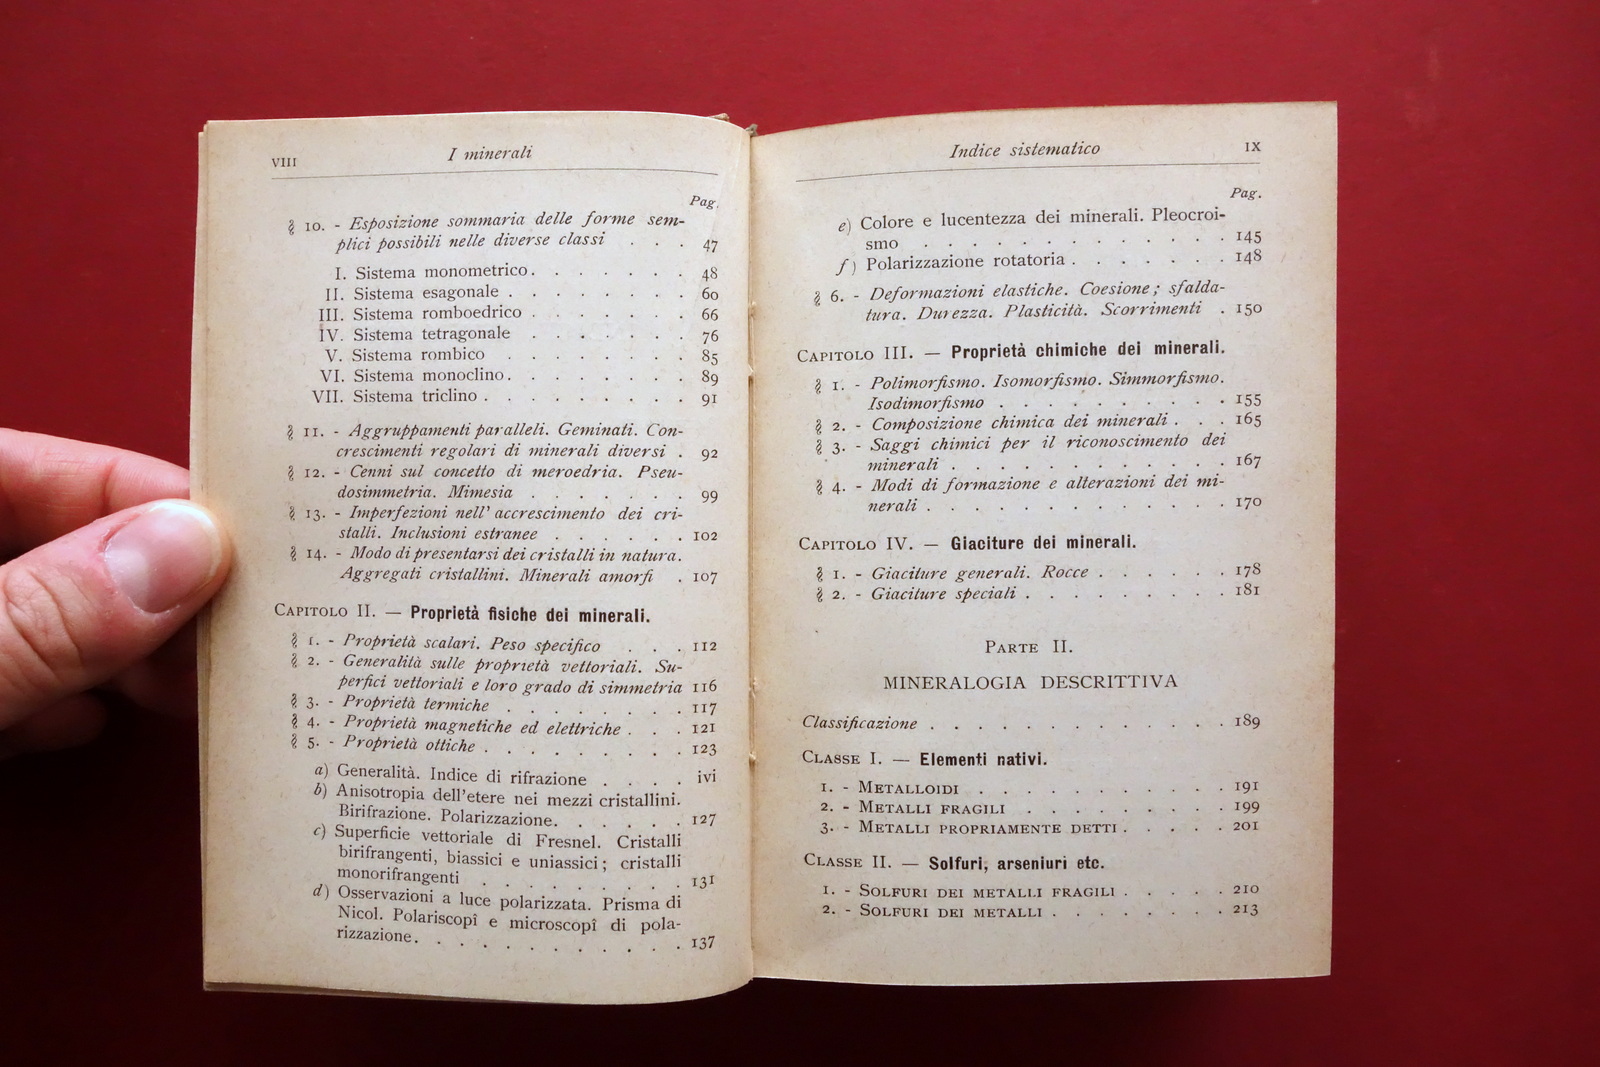 VIII
I minerali
Pag.
§ 10. - Esposizione sommaria delle forme sem-
plici possibili nelle diverse classi . . . 47
I. Sistema monometrico . . . . . . . 48
II. Sistema esagonale . . . . . . . . 60
III. Sistema romboedrico . . . . . . . 66
IV. Sistema tetragonale . . . . . . . 76
V. Sistema rombico . . . . . . . . 85
VI. Sistema monoclino . . . . . . . . 89
VII. Sistema triclino . . . . . . . . . 91
§ 11. - Aggruppamenti paralleli. Geminati. Con-
crescimenti regolari di minerali diversi . 92
§ 12. - Cenni sul concetto di meroedria. Pseu-
dosimmetria. Mimesia . . . . . . . 99
§ 13. - Imperfezioni nell' accrescimento dei cri-
stalli. Inclusioni estranee . . . . . . 102
§ 14. - Modo di presentarsi dei cristalli in natura.
Aggregati cristallini. Minerali amorfi . 107
CAPITOLO II. — Proprietà fisiche dei minerali.
§ 1. - Proprietà scalari. Peso specifico . . . 112
§ 2. - Generalità sulle proprietà vettoriali. Su-
perfici vettoriali e loro grado di simmetria 116
§ 3. - Proprietà termiche . . . . . . . . 117
§ 4. - Proprietà magnetiche ed elettriche . . . 121
§ 5. - Proprietà ottiche . . . . . . . . . 123
a) Generalità. Indice di rifrazione . . . . ivi
b) Anisotropia dell'etere nei mezzi cristallini.
Birifrazione. Polarizzazione. . . . . . 127
c) Superficie vettoriale di Fresnel. Cristalli
birifrangenti, biassici e uniassici; cristalli
monorifrangenti . . . . . . . . . 131
d) Osservazioni a luce polarizzata. Prisma di
Nicol. Polariscopî e microscopî di pola-
rizzazione. . . . . . . . . . . . 137
Indice sistematico
IX
Pag.
e) Colore e lucentezza dei minerali. Pleocroi-
smo . . . . . . . . . . . . . 145
f) Polarizzazione rotatoria . . . . . . . 148
§ 6. - Deformazioni elastiche. Coesione; sfalda-
tura. Durezza. Plasticità. Scorrimenti . 150
CAPITOLO III. — Proprietà chimiche dei minerali.
§ 1. - Polimorfismo. Isomorfismo. Simmorfismo.
Isodimorfismo . . . . . . . . . . 155
§ 2. - Composizione chimica dei minerali . . . 165
§ 3. - Saggi chimici per il riconoscimento dei
minerali . . . . . . . . . . . . 167
§ 4. - Modi di formazione e alterazioni dei mi-
nerali . . . . . . . . . . . . . 170
CAPITOLO IV. — Giaciture dei minerali.
§ 1. - Giaciture generali. Rocce . . . . . . 178
§ 2. - Giaciture speciali . . . . . . . . . 181
PARTE II.
MINERALOGIA DESCRITTIVA
Classificazione . . . . . . . . . . . . . 189
CLASSE I. — Elementi nativi.
1. - METALLOIDI . . . . . . . . . . . 191
2. - METALLI FRAGILI . . . . . . . . . 199
3. - METALLI PROPRIAMENTE DETTI . . . . . 201
CLASSE II. — Solfuri, arseniuri etc.
1. - SOLFURI DEI METALLI FRAGILI . . . . . 210
2. - SOLFURI DEI METALLI . . . . . . . . 213